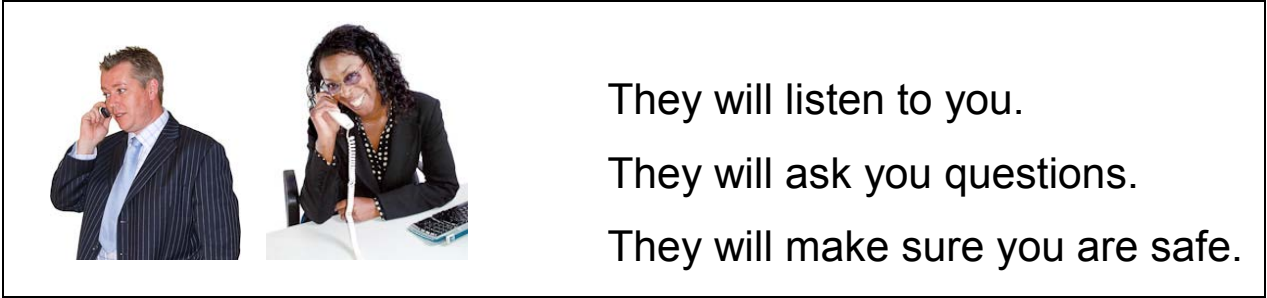 They will listen to you.
They will ask you questions.
They will make sure you are safe.